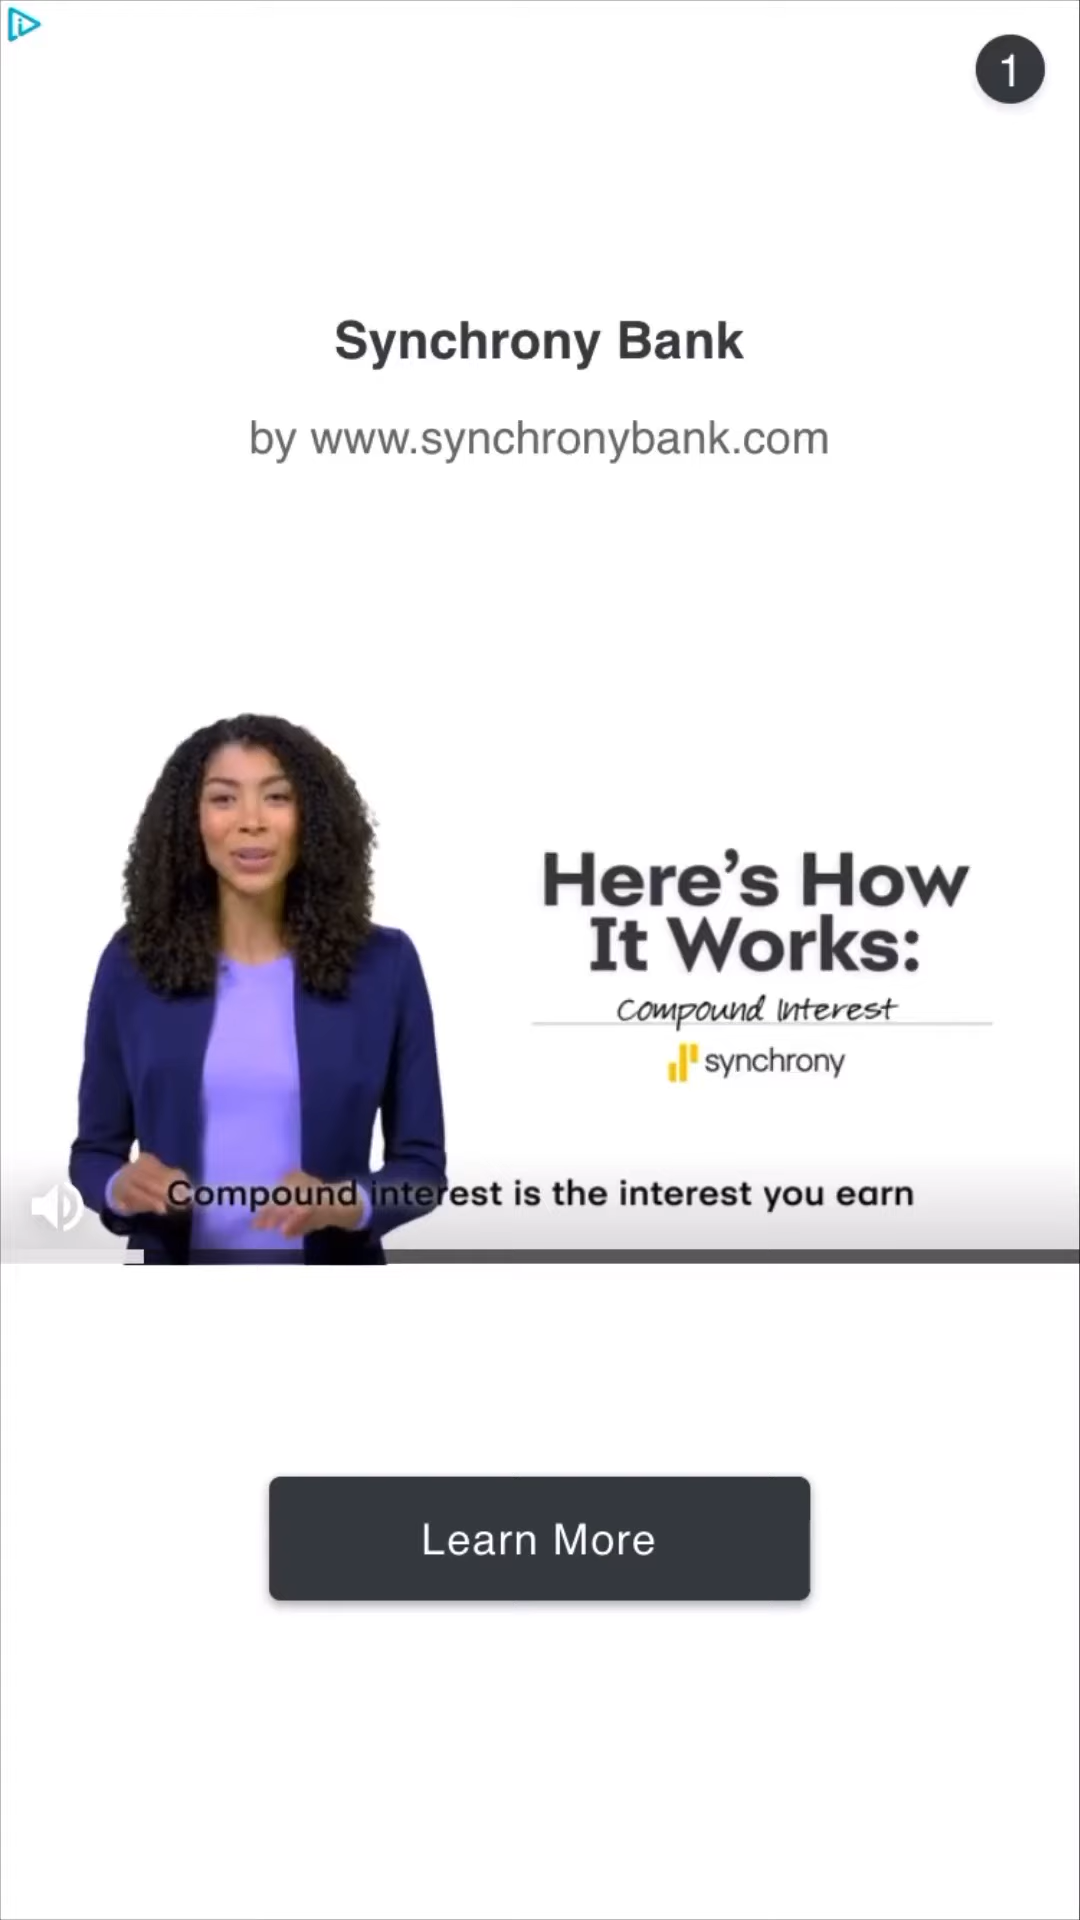 1
Synchrony Bank
by www.synchronybank.com
Here's How
It Works:
Compound Interest
synchrony
Compound interest is the interest you earn
Learn More